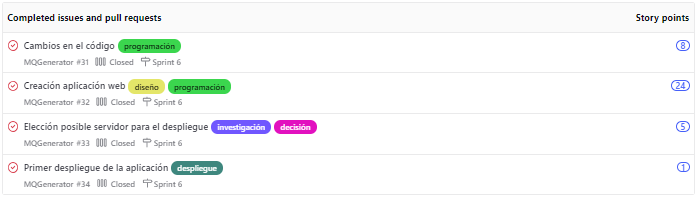 Completed issues and pull requests Story points
Cambios en el código programación 8
MQGenerator #31 Closed Sprint 6
Creación aplicación web diseño programación 24
MQGenerator #32 Closed Sprint 6
Elección posible servidor para el despliegue investigación decisión 5
MQGenerator #33 Closed Sprint 6
Primer despliegue de la aplicación despliegue 1
MQGenerator #34 Closed Sprint 6